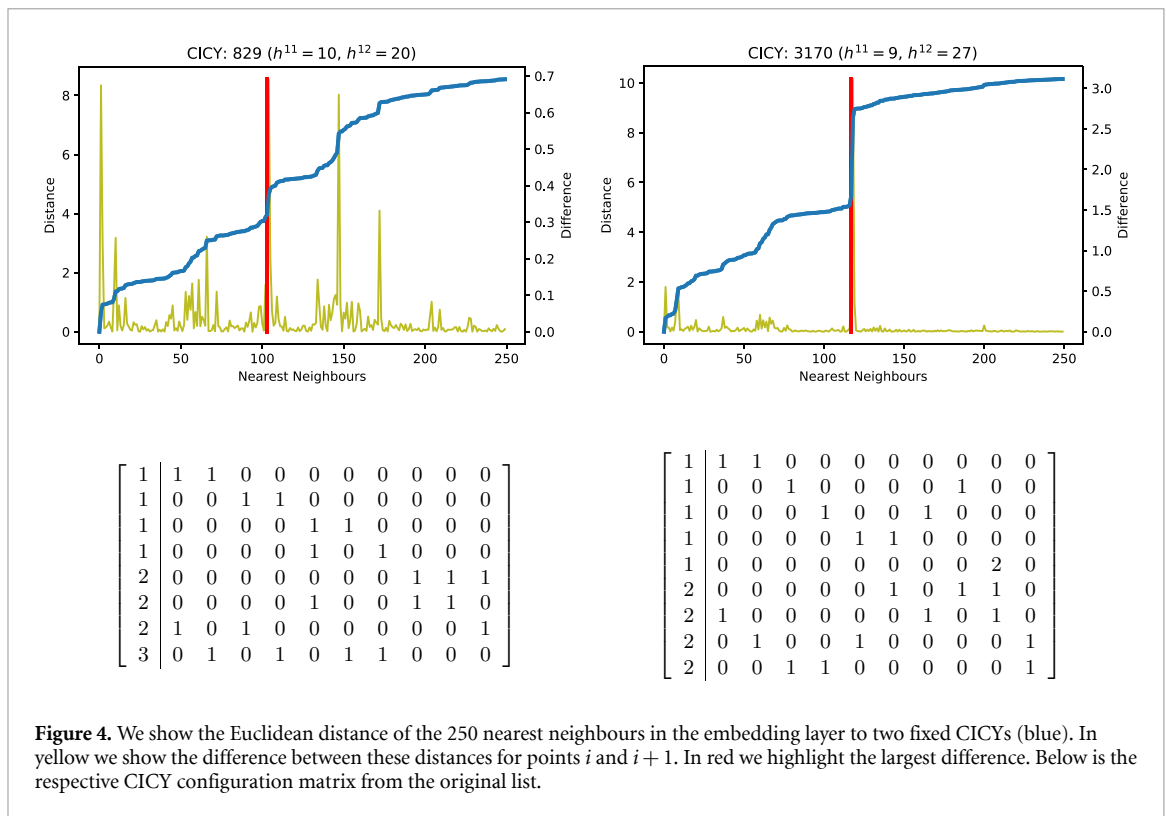 CICY: 829 (h¹¹ = 10, h¹² = 20)
8
6
4
2
0
Distance
0.7
0.6
0.5
0.4
0.3
0.2
0.1
0.0
Difference
0 50 100 150 200 250
Nearest Neighbours
CICY: 3170 (h¹¹ = 9, h¹² = 27)
10
8
6
4
2
0
Distance
3.0
2.5
2.0
1.5
1.0
0.5
0.0
Difference
0 50 100 150 200 250
Nearest Neighbours
1 1 1 0 0 0 0 0 0 0 0
1 0 0 1 1 0 0 0 0 0 0
1 0 0 0 0 1 1 0 0 0 0
1 0 0 0 0 1 0 1 0 0 0
2 0 0 0 0 0 0 0 1 1 1
2 0 0 0 0 1 0 0 1 1 0
2 1 0 1 0 0 0 0 0 0 1
3 0 1 0 1 0 1 1 0 0 0
1 1 1 0 0 0 0 0 0 0 0
1 0 0 1 0 0 0 0 1 0 0
1 0 0 0 1 0 0 1 0 0 0
1 0 0 0 0 1 1 0 0 0 0
1 0 0 0 0 0 0 0 0 2 0
2 0 0 0 0 0 1 0 1 1 0
2 1 0 0 0 0 0 1 0 1 0
2 0 1 0 0 1 0 0 0 0 1
2 0 0 1 1 0 0 0 0 0 1
Figure 4. We show the Euclidean distance of the 250 nearest neighbours in the embedding layer to two fixed CICYs (blue). In
yellow we show the difference between these distances for points i and i + 1. In red we highlight the largest difference. Below is the
respective CICY configuration matrix from the original list.